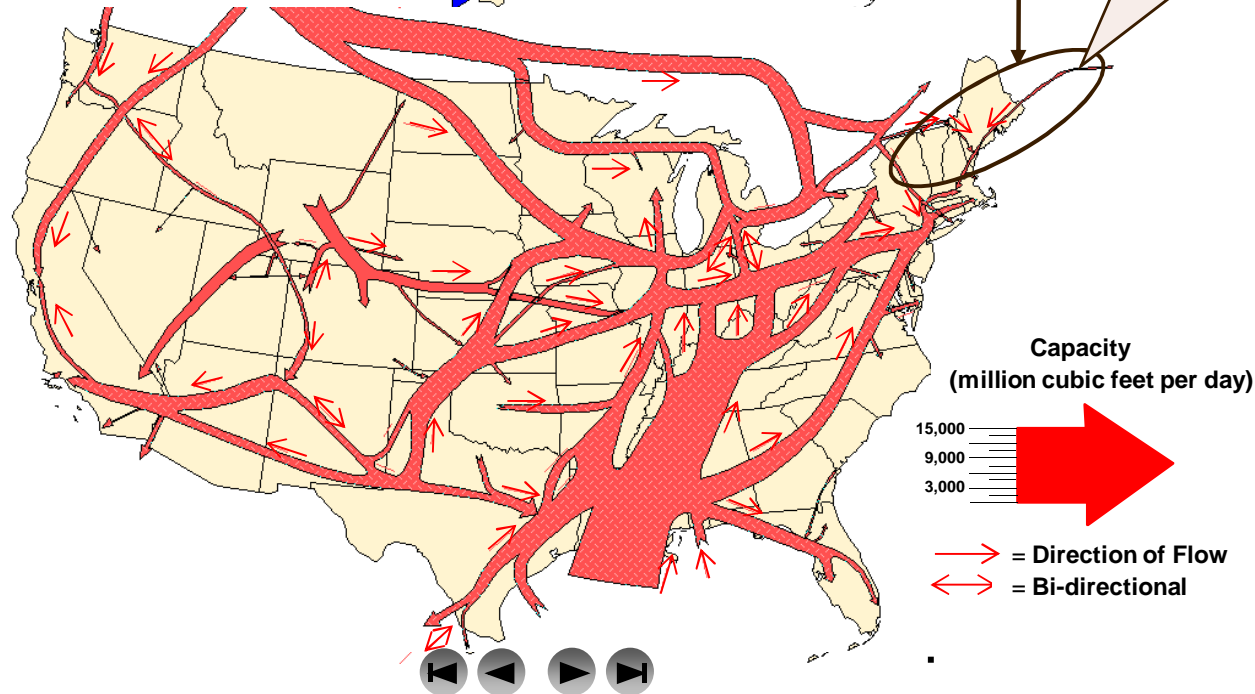 Capacity
(million cubic feet per day)
15,000
9,000
3,000
= Direction of Flow
= Bi-directional
.